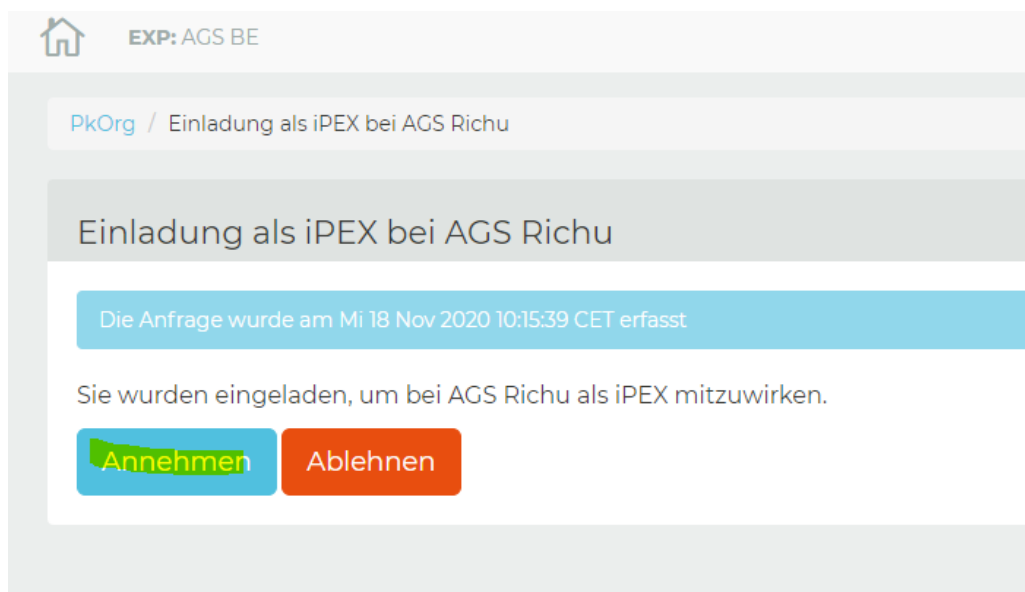 EXP: AGS BE
PkOrg / Einladung als iPEX bei AGS Richu
Einladung als iPEX bei AGS Richu
Die Anfrage wurde am Mi 18 Nov 2020 10:15:39 CET erfasst
Sie wurden eingeladen, um bei AGS Richu als iPEX mitzuwirken.
Annehmen Ablehnen